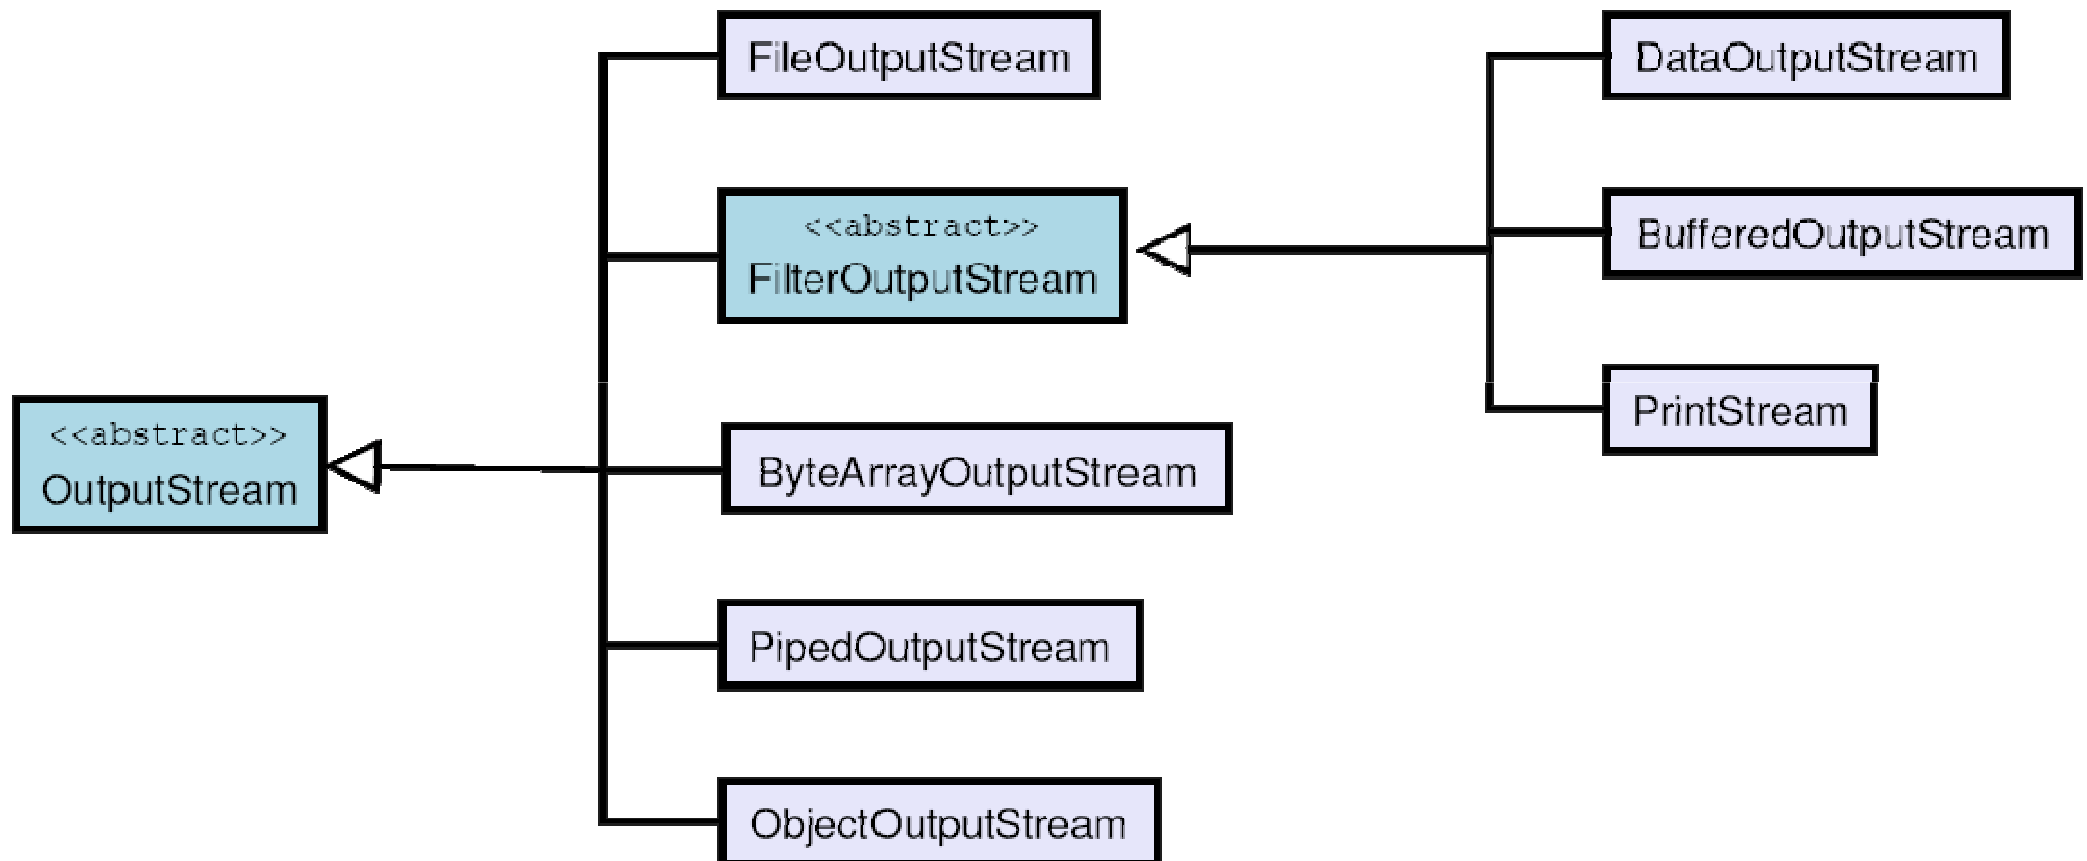 FileOutputStream
DataOutputStream
<<abstract>>
FilterOutputStream
BufferedOutputStream
PrintStream
<<abstract>>
OutputStream
ByteArrayOutputStream
PipedOutputStream
ObjectOutputStream